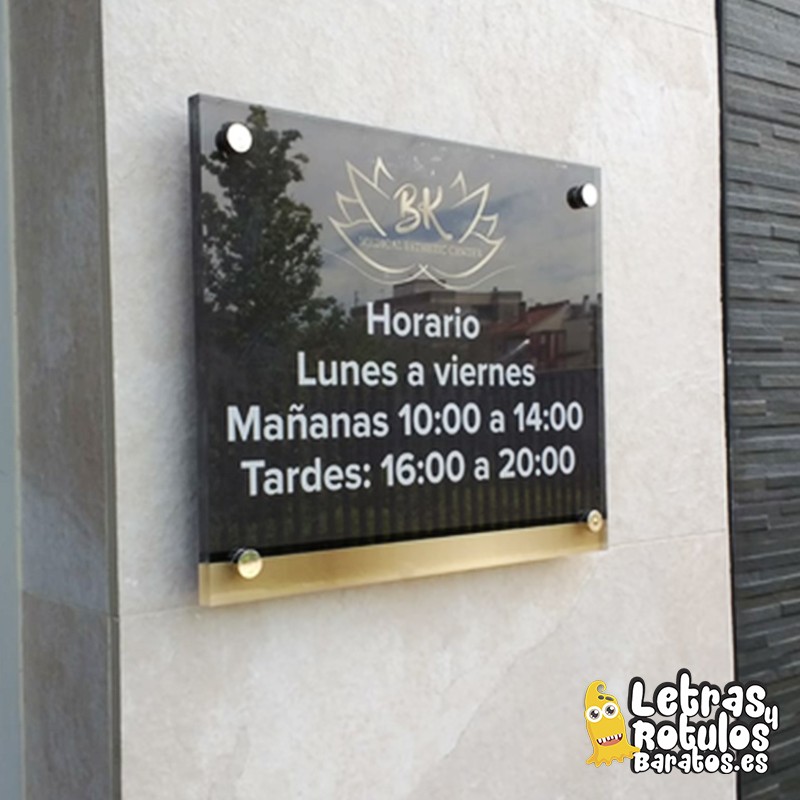 BK
Horario
Lunes a viernes
Mañanas 10:00 a 14:00
Tardes: 16:00 a 20:00
Letras
y
Rotulos
Baratos.es